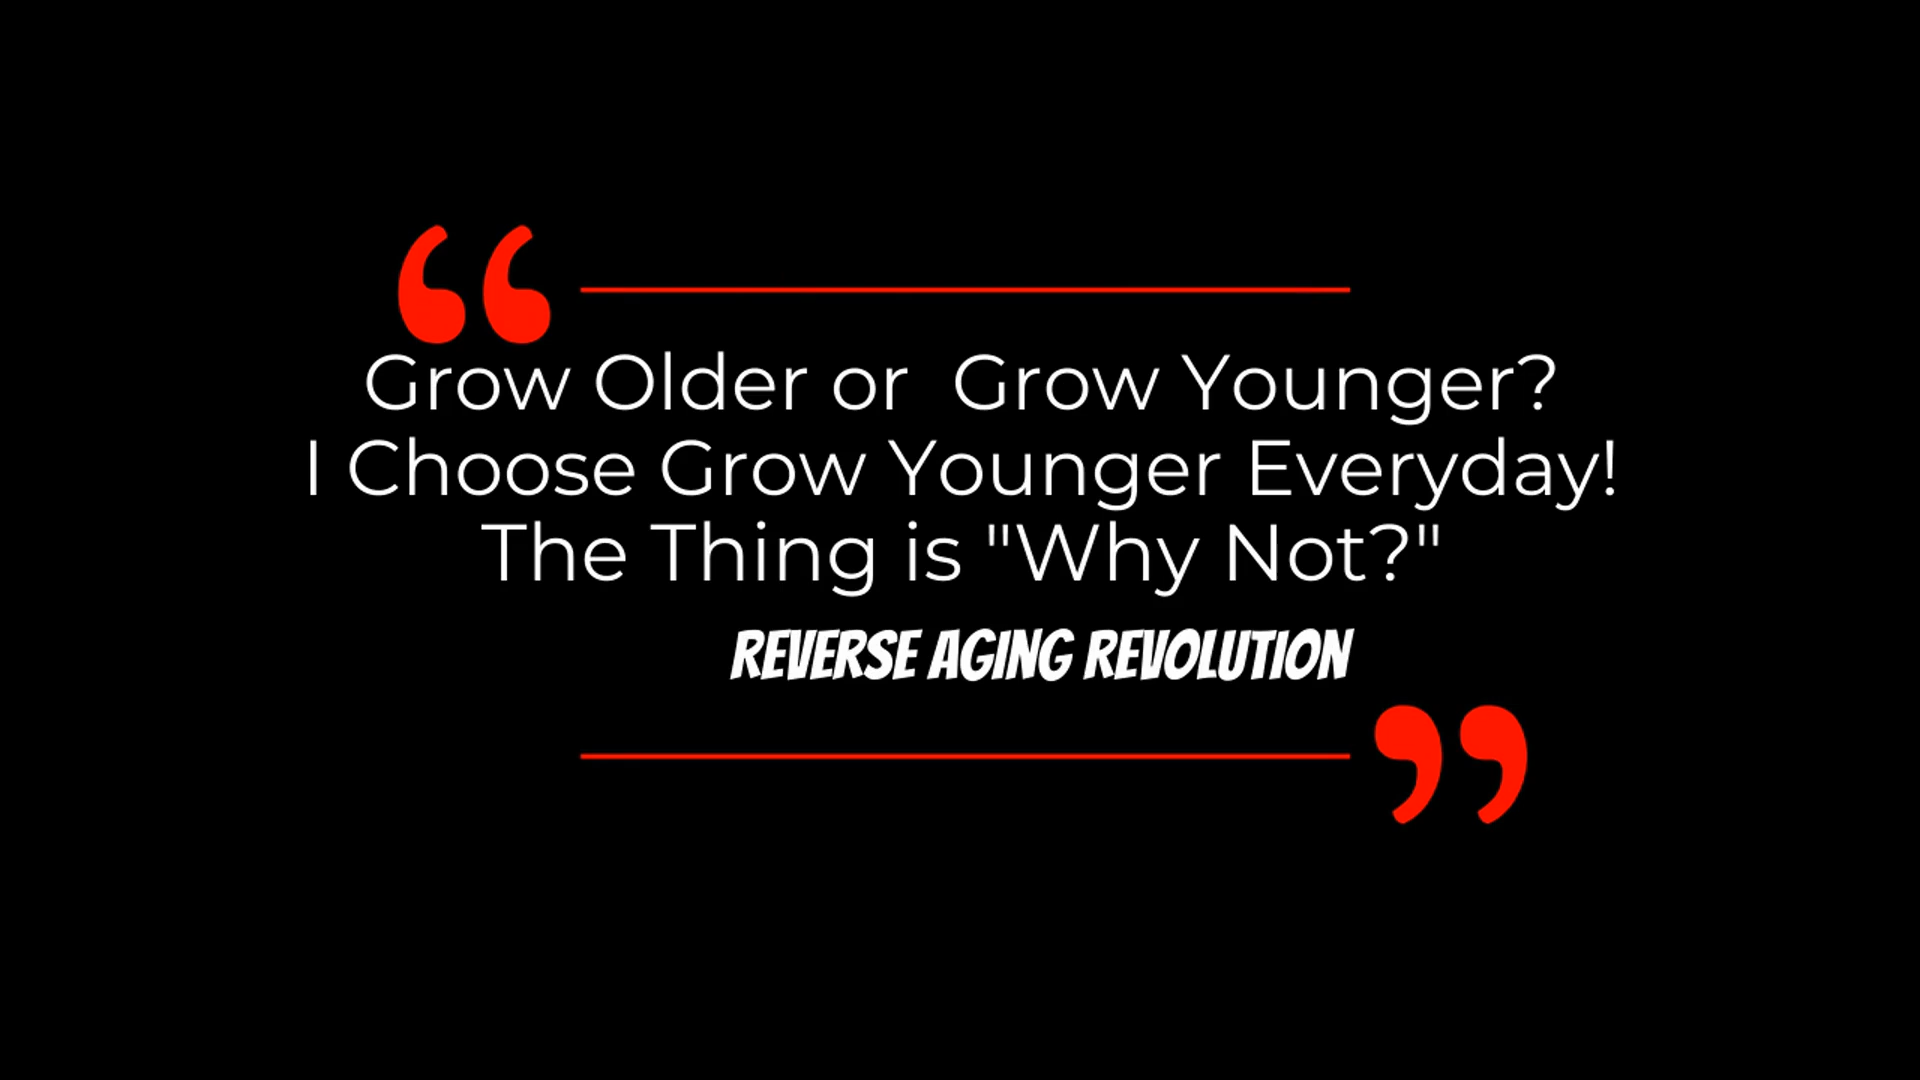 Grow Older or  Grow Younger?
I Choose Grow Younger Everyday!
The Thing is "Why Not?"
REVERSE AGING REVOLUTION